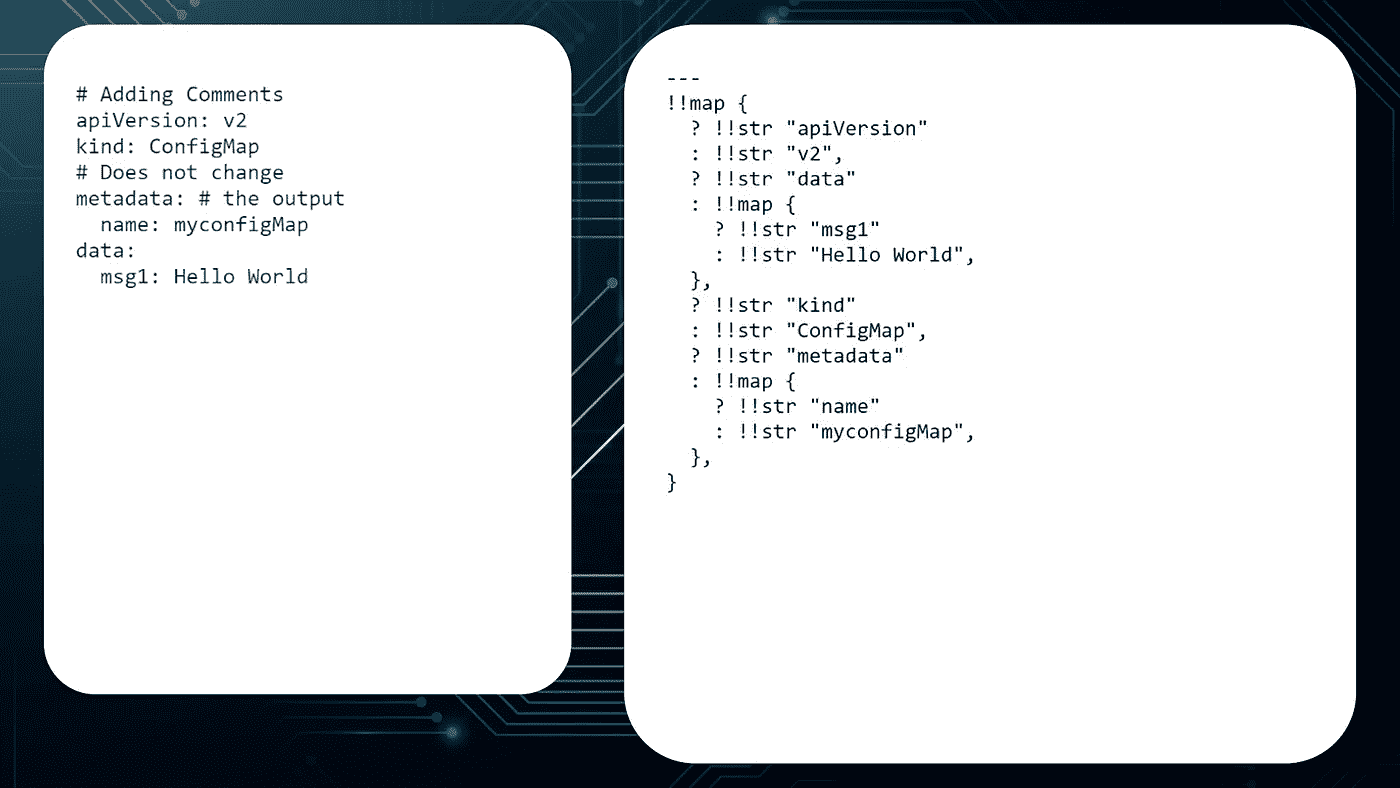 # Adding Comments
apiVersion: v2
kind: ConfigMap
# Does not change
metadata: # the output
  name: myconfigMap
data:
  msg1: Hello World
---
!!map {
  ? !!str "apiVersion"
  : !!str "v2",
  ? !!str "data"
  : !!map {
    ? !!str "msg1"
    : !!str "Hello World",
  },
  ? !!str "kind"
  : !!str "ConfigMap",
  ? !!str "metadata"
  : !!map {
    ? !!str "name"
    : !!str "myconfigMap",
  },
}